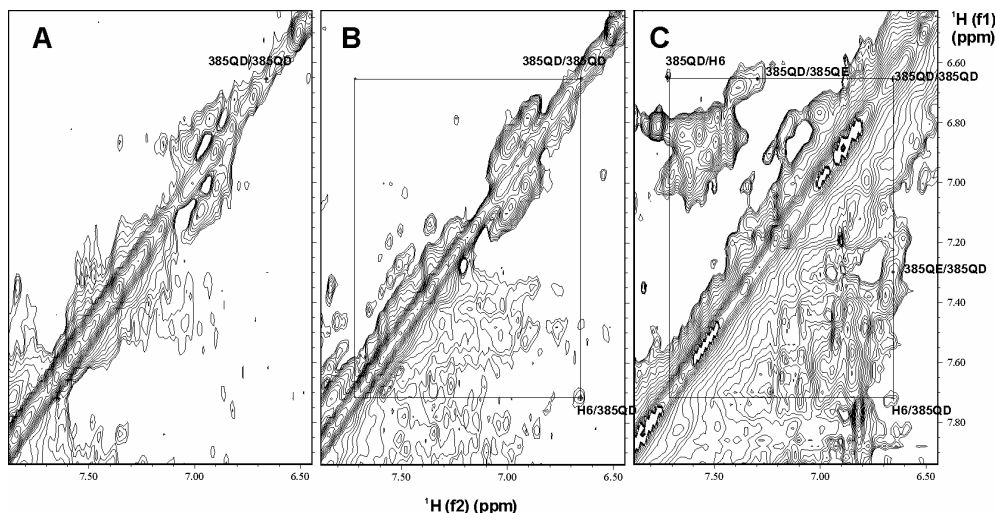 A
B
C
¹H (f1)
(ppm)
385QD/385QD
385QD/385QD
385QD/H6
385QD/385QE
385QD/385QD
385QE/385QD
H6/385QD
H6/385QD
6.60
6.80
7.00
7.20
7.40
7.60
7.80
7.50
7.00
6.50
7.50
7.00
6.50
7.50
7.00
6.50
¹H (f2) (ppm)